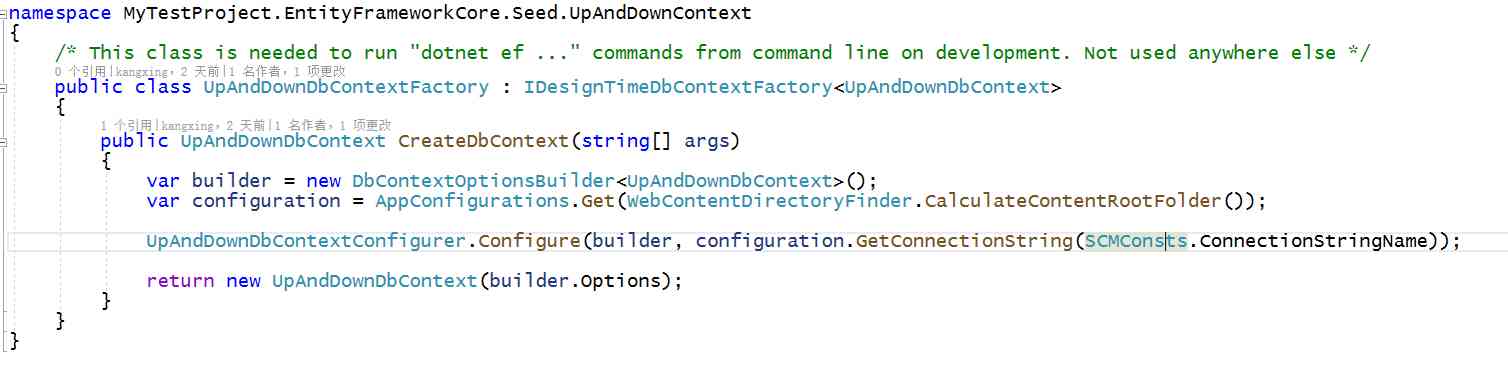 namespace MyTestProject.EntityFrameworkCore.Seed.UpAndDownContext
{
/* This class is needed to run "dotnet ef ..." commands from command line on development. Not used anywhere else */
0 个引用|kangxing，2 天前|1 名作者，1 项更改
public class UpAndDownDbContextFactory : IDesignTimeDbContextFactory<UpAndDownDbContext>
{
1 个引用|kangxing，2 天前|1 名作者，1 项更改
public UpAndDownDbContext CreateDbContext(string[] args)
{
var builder = new DbContextOptionsBuilder<UpAndDownDbContext>();
var configuration = AppConfigurations.Get(WebContentDirectoryFinder.CalculateContentRootFolder());
UpAndDownDbContextConfigurer.Configure(builder, configuration.GetConnectionString(SCMConsts.ConnectionStringName));
return new UpAndDownDbContext(builder.Options);
}
}
}